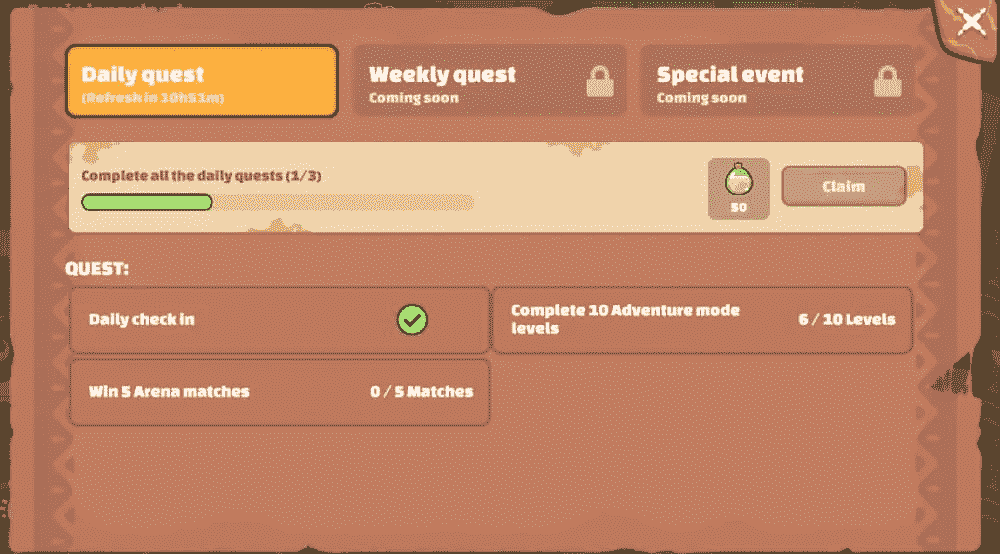 Daily quest
(Refresh in 10h51m)
Weekly quest
Coming soon
Special event
Coming soon
Complete all the daily quests (1/3)
50
Claim
QUEST:
Daily check in
Complete 10 Adventure mode
levels
6 / 10 Levels
Win 5 Arena matches
0 / 5 Matches